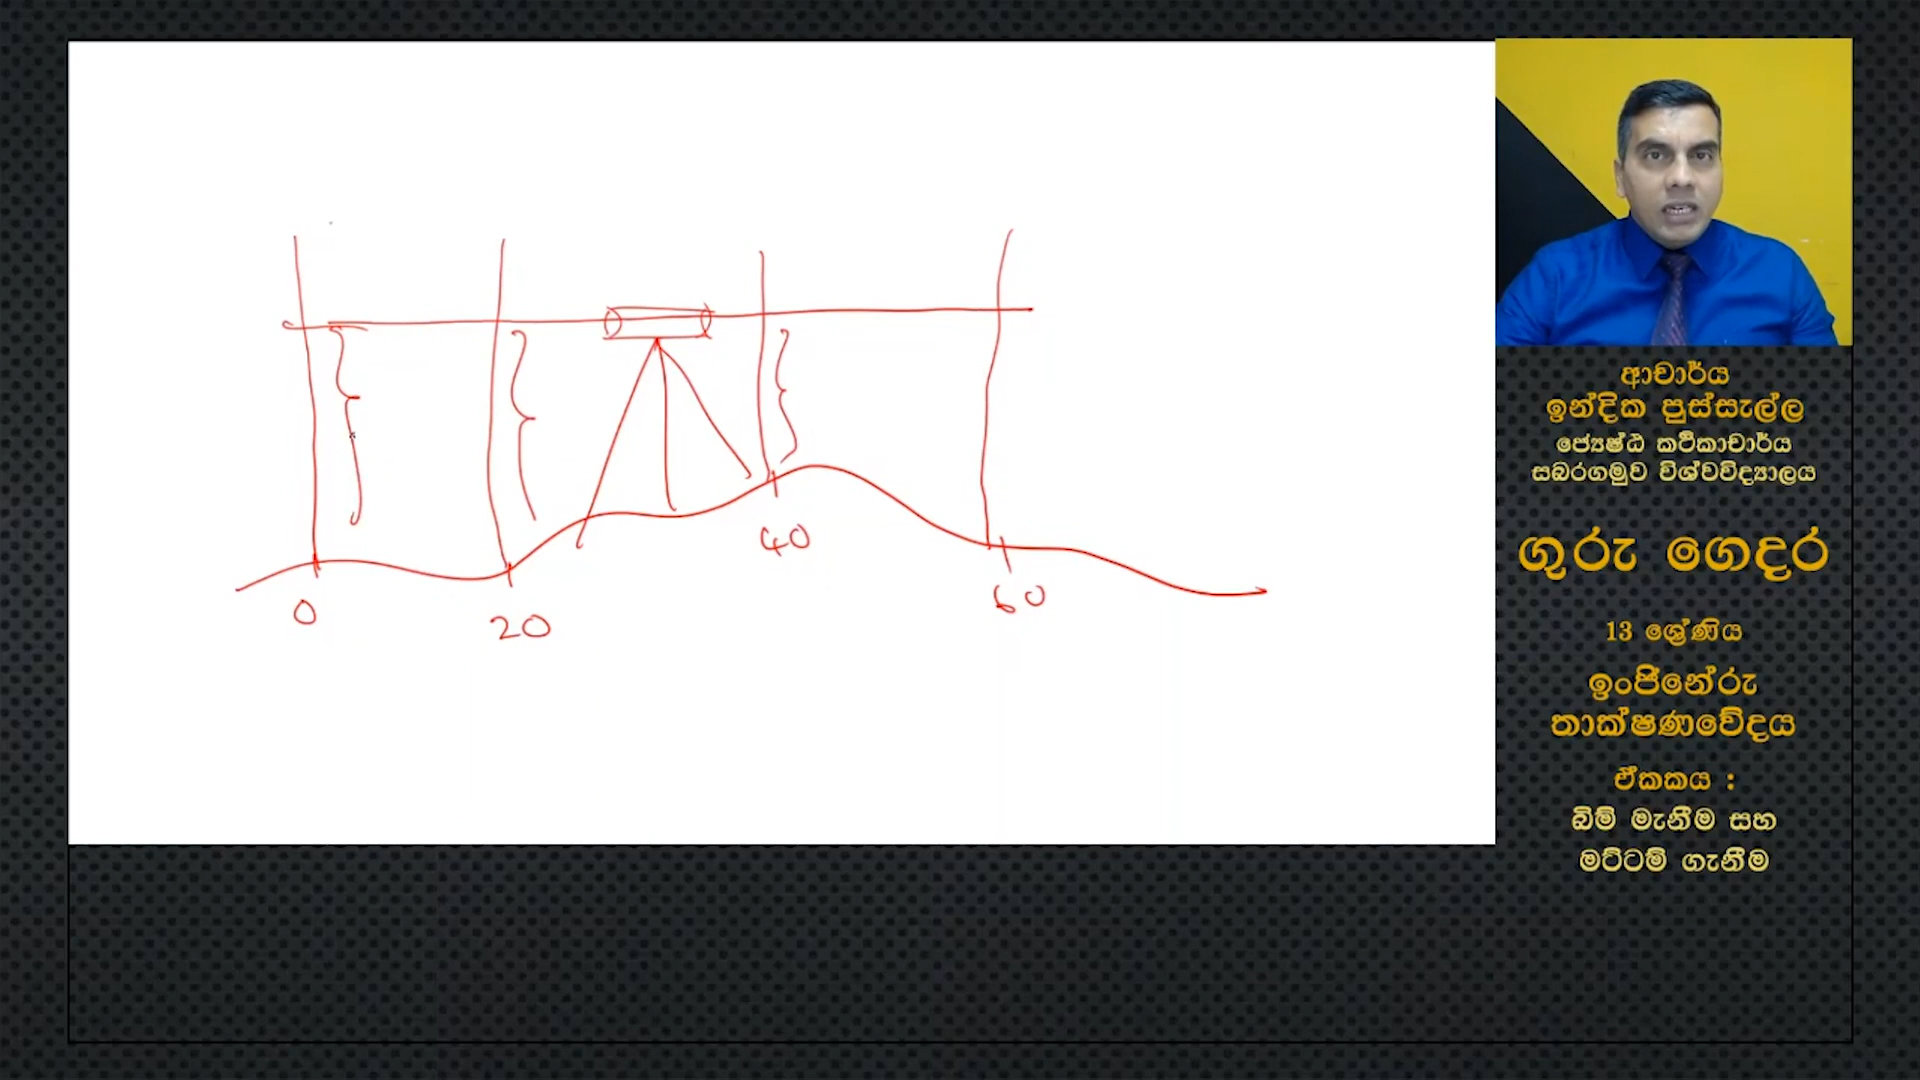 0
20
40
60
ආචාර්ය
ඉන්දික පුස්සැල්ල
ජ්‍යෙෂ්ඨ කථිකාචාර්ය
සබරගමුව විශ්වවිද්‍යාලය
ගුරු ගෙදර
13 ශ්‍රේණිය
ඉංජිනේරු
තාක්ෂණවේදය
ඒකකය :
බිම් මැනීම සහ
මට්ටම් ගැනීම